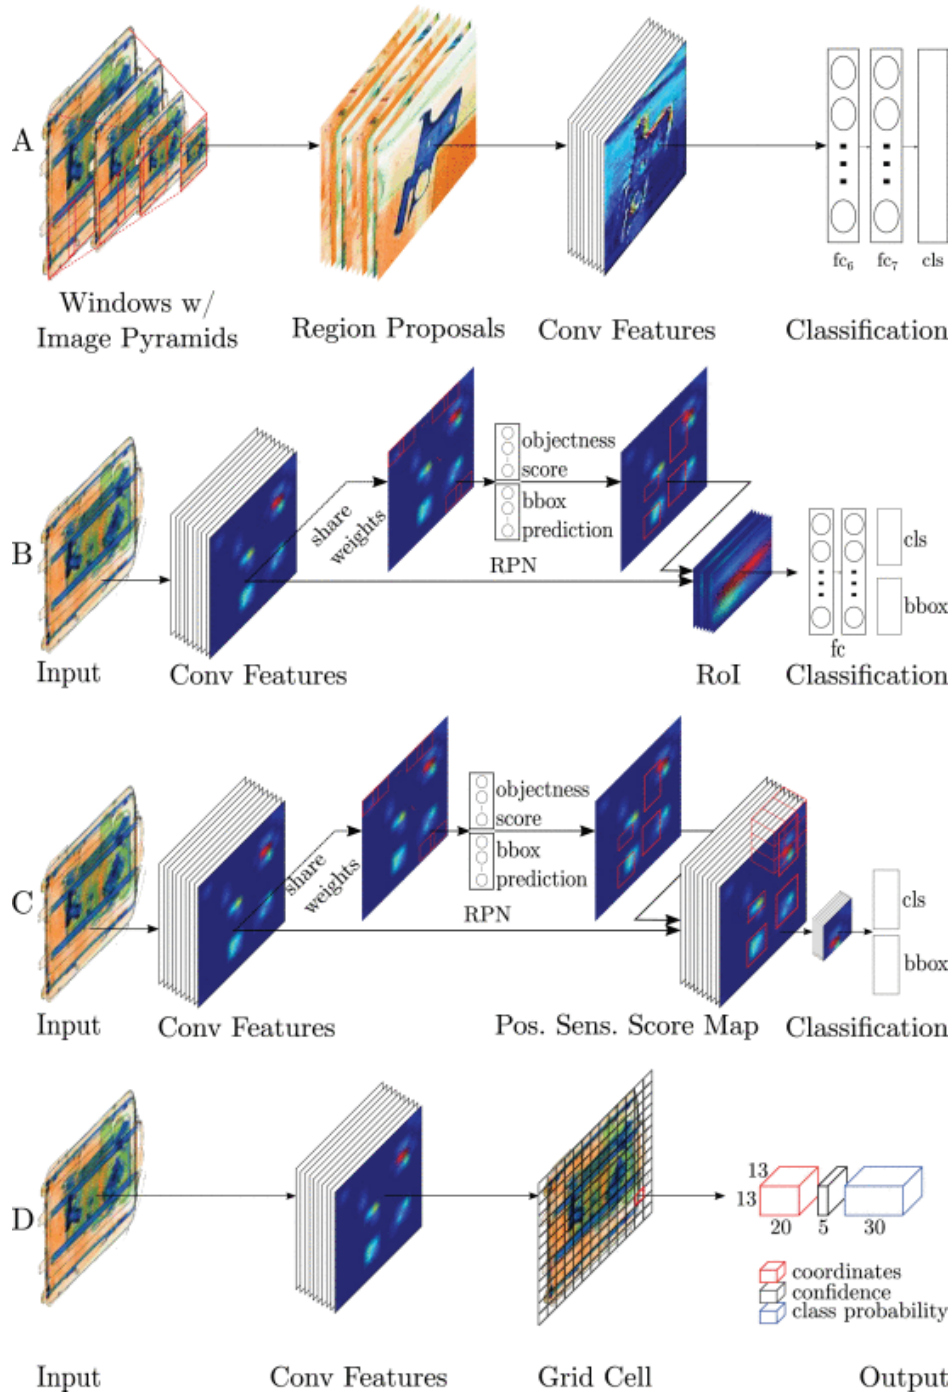 A
Windows w/
Image Pyramids
Region Proposals
Conv Features
fc6
fc7
cls
Classification
B
Input
Conv Features
share
weights
objectness
score
bbox
prediction
RPN
RoI
fc
cls
bbox
Classification
C
Input
Conv Features
share
weights
objectness
score
bbox
prediction
RPN
Pos. Sens. Score Map
cls
bbox
Classification
D
Input
Conv Features
Grid Cell
13
13
20
5
30
coordinates
confidence
class probability
Output